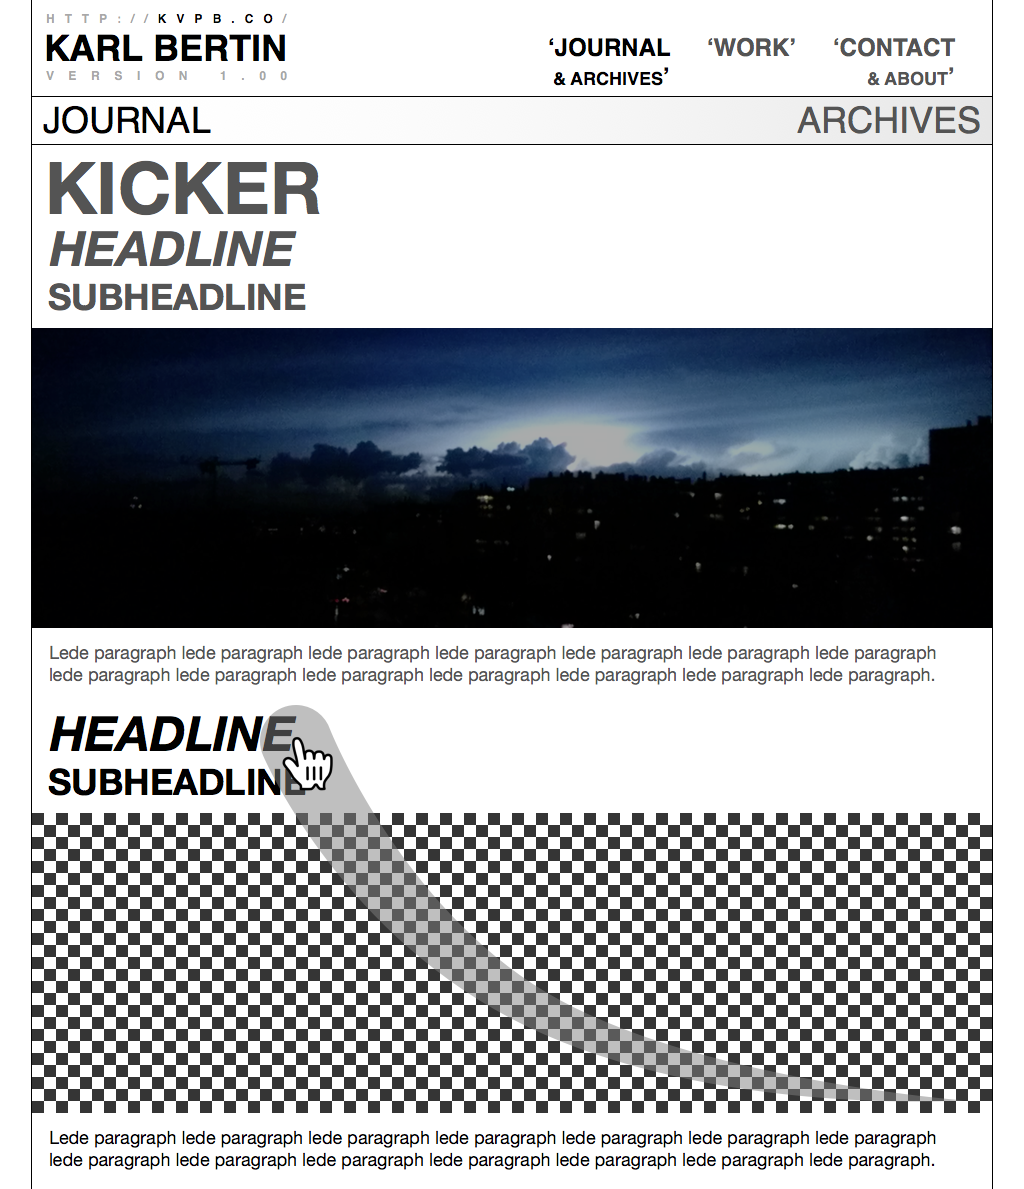 HTTP://KVPB.CO/
KARL BERTIN
VERSION 1.00
‘JOURNAL ‘WORK’ ‘CONTACT
& ARCHIVES’ & ABOUT’
JOURNAL ARCHIVES
KICKER
HEADLINE
SUBHEADLINE
Lede paragraph lede paragraph lede paragraph lede paragraph lede paragraph lede paragraph lede paragraph
lede paragraph lede paragraph lede paragraph lede paragraph lede paragraph lede paragraph lede paragraph.
HEADLINE
SUBHEADLINE
Lede paragraph lede paragraph lede paragraph lede paragraph lede paragraph lede paragraph lede paragraph
lede paragraph lede paragraph lede paragraph lede paragraph lede paragraph lede paragraph lede paragraph.